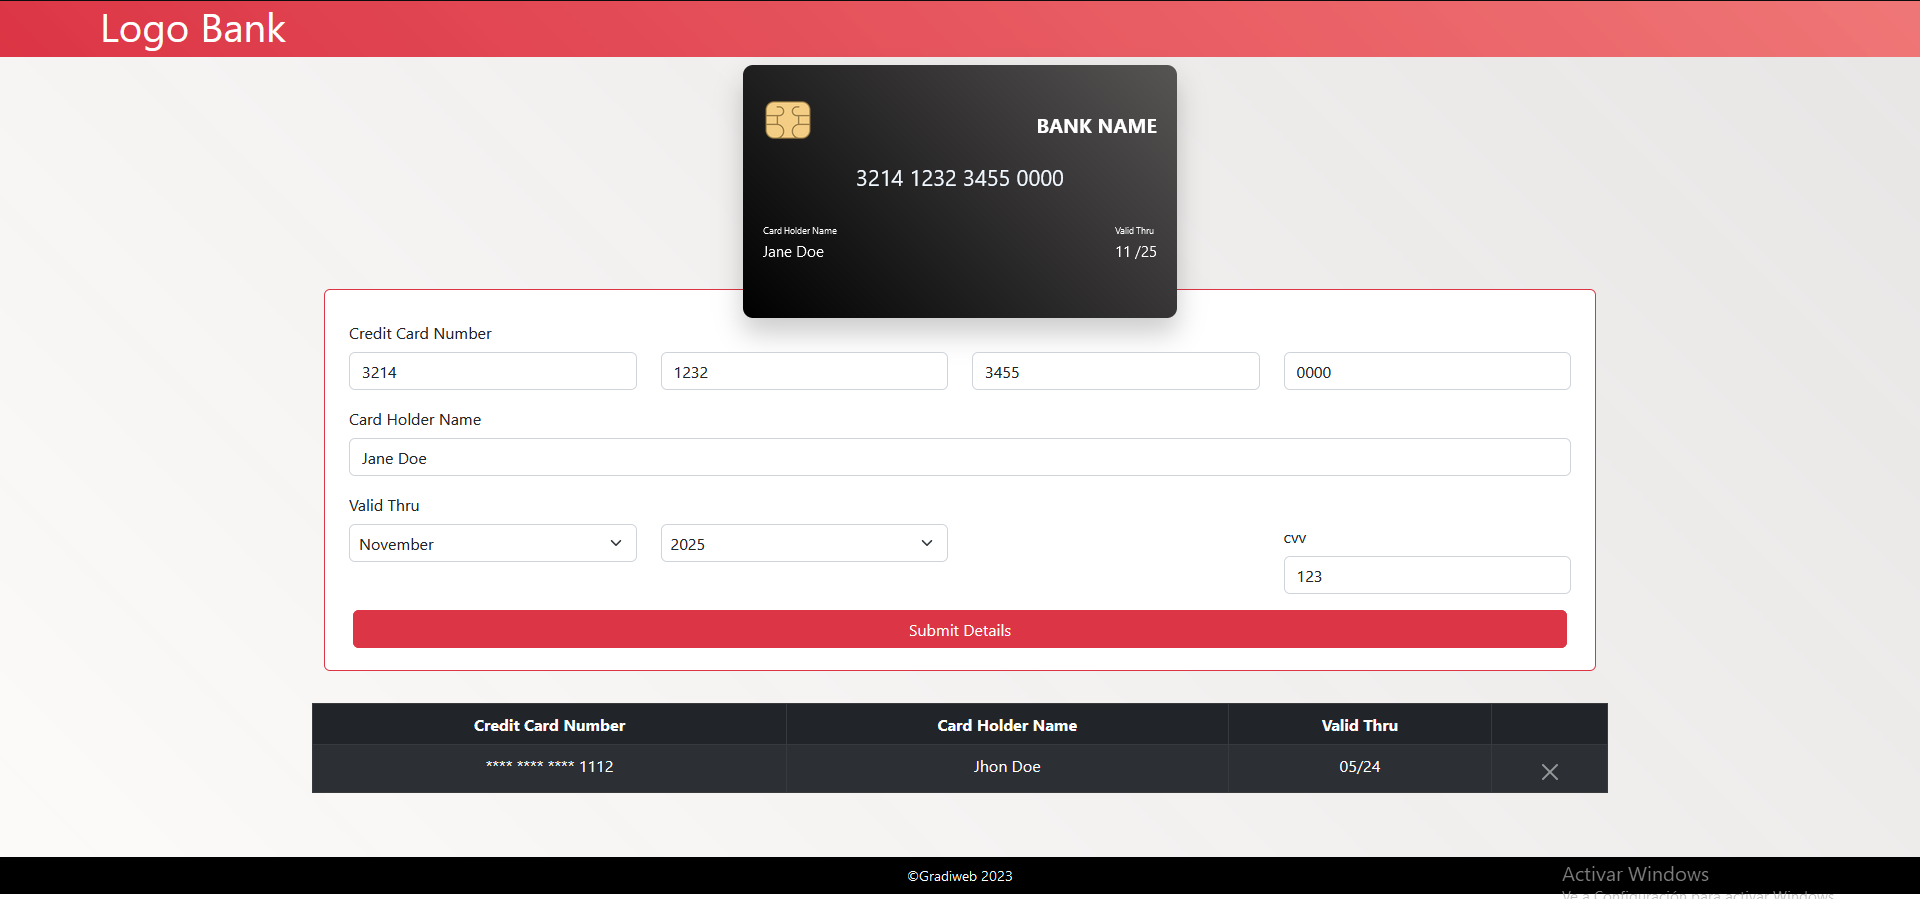 Logo Bank
BANK NAME
3214 1232 3455 0000
Card Holder Name Valid Thru
Jane Doe 11 /25
Credit Card Number
3214 1232 3455 0000
Card Holder Name
Jane Doe
Valid Thru
November 2025
CVV
123
Submit Details
Credit Card Number Card Holder Name Valid Thru
**** **** **** 1112 Jhon Doe 05/24
©Gradiweb 2023
Activar Windows
Ve a Configuración para activar Windows.